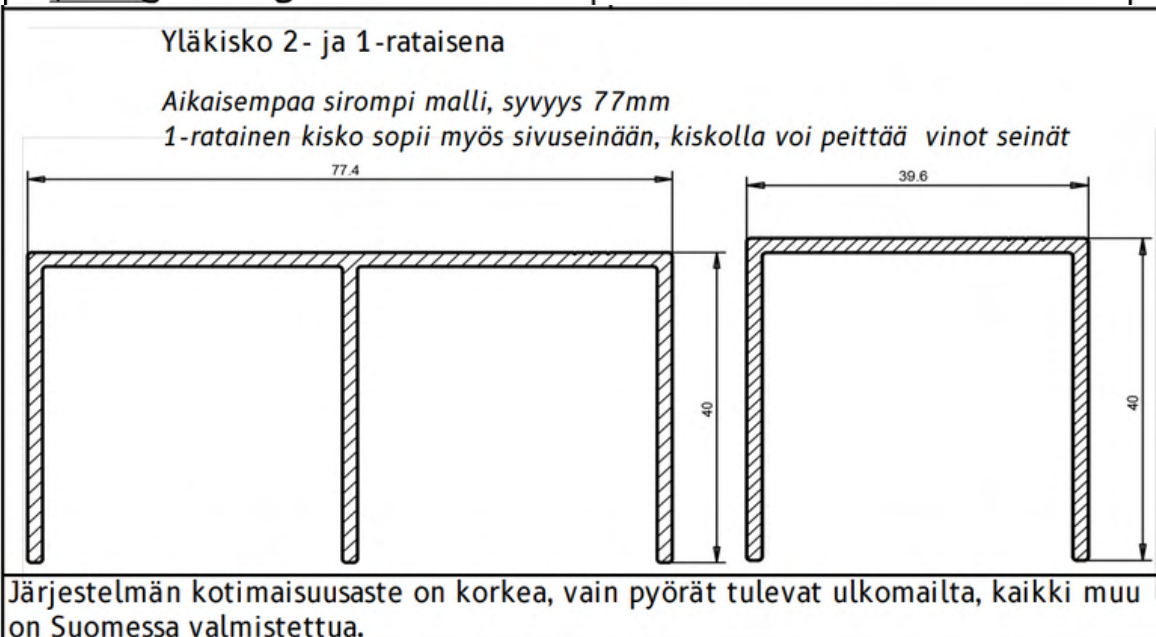 Yläkisko 2- ja 1-rataisena
Aikaisempaa sirompi malli, syvyys 77mm
1-ratainen kisko sopii myös sivuseinään, kiskolla voi peittää vinot seinät
77.4
39.6
40
40
Järjestelmän kotimaisuusaste on korkea, vain pyörät tulevat ulkomailta, kaikki muu
on Suomessa valmistettua.